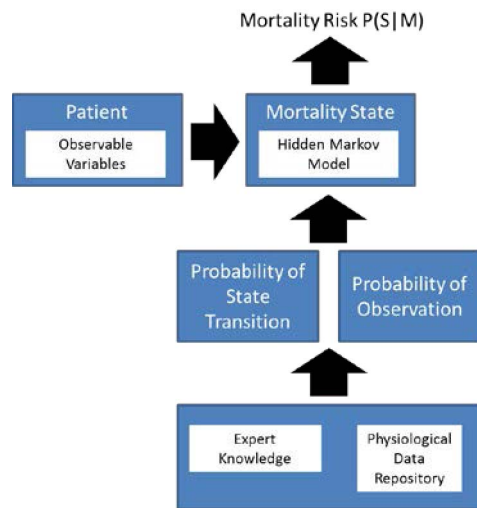 Mortality Risk P(S|M)
Patient
Observable
Variables
Mortality State
Hidden Markov
Model
Probability of
State
Transition
Probability of
Observation
Expert
Knowledge
Physiological
Data
Repository